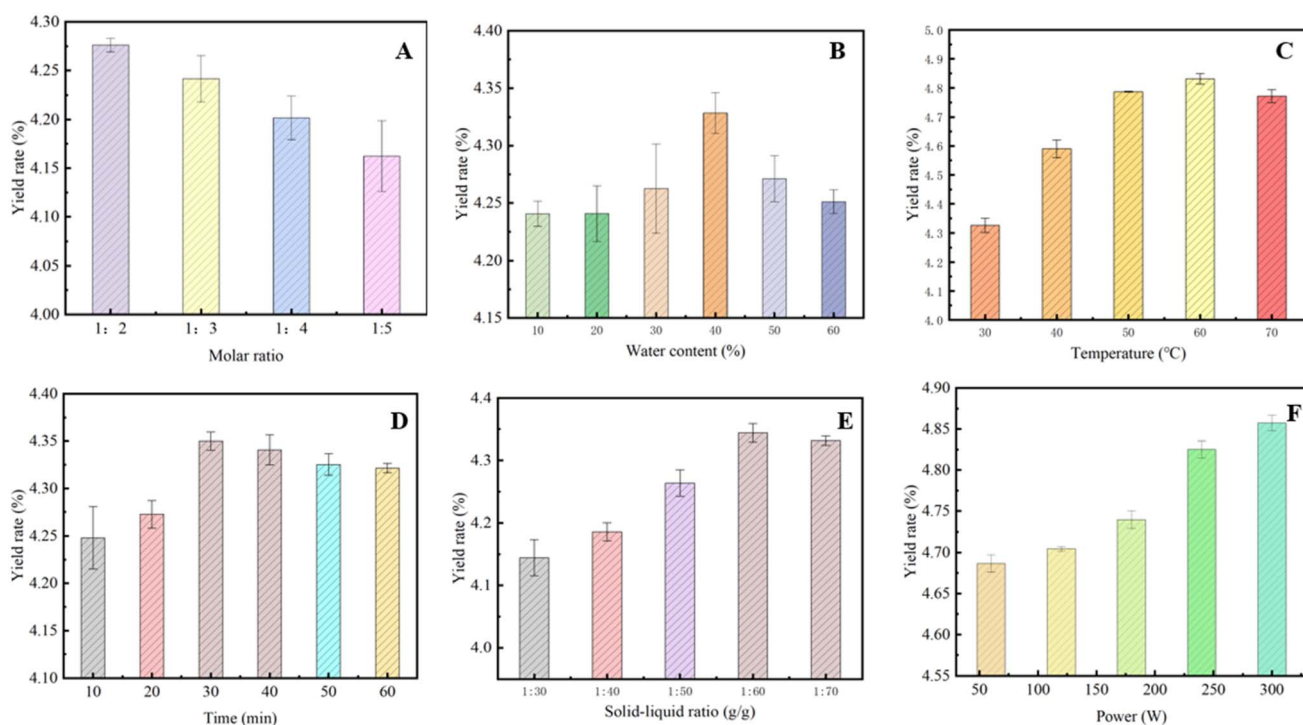 A
4.30
4.25
4.20
4.15
4.10
4.05
4.00
Yield rate (%)
1：2 1：3 1：4 1:5
Molar ratio
B
4.40
4.35
4.30
4.25
4.20
4.15
Yield rate (%)
10 20 30 40 50 60
Water content (%)
C
5.0
4.9
4.8
4.7
4.6
4.5
4.4
4.3
4.2
4.1
4.0
Yield rate (%)
30 40 50 60 70
Temperature (℃)
D
4.40
4.35
4.30
4.25
4.20
4.15
4.10
Yield rate (%)
10 20 30 40 50 60
Time (min)
E
4.4
4.3
4.2
4.1
4.0
Yield rate (%)
1:30 1:40 1:50 1:60 1:70
Solid-liquid ratio (g/g)
F
4.90
4.85
4.80
4.75
4.70
4.65
4.60
4.55
Yield rate (%)
50 100 150 200 250 300
Power (W)